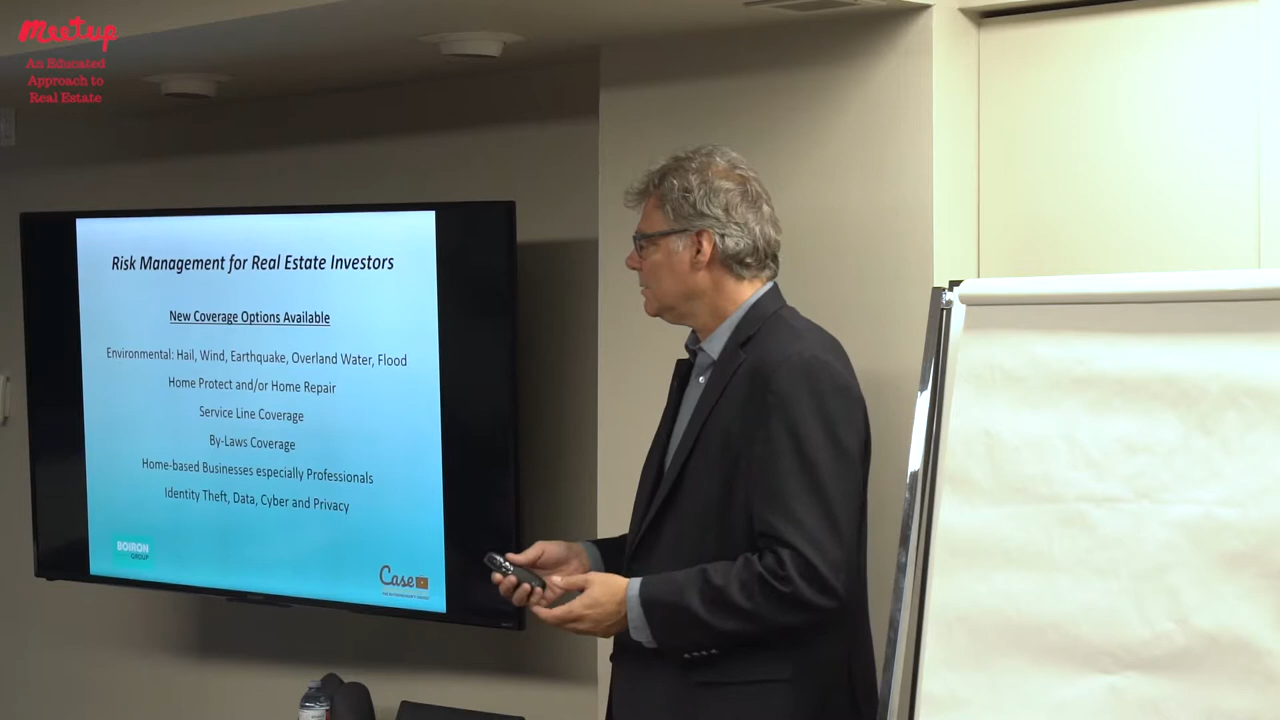 Meetup
An Educated
Approach to
Real Estate
Risk Management for Real Estate Investors
New Coverage Options Available
Environmental: Hail, Wind, Earthquake, Overland Water, Flood
Home Protect and/or Home Repair
Service Line Coverage
By-Laws Coverage
Home-based Businesses especially Professionals
Identity Theft, Data, Cyber and Privacy
BOIRON
GROUP
Case